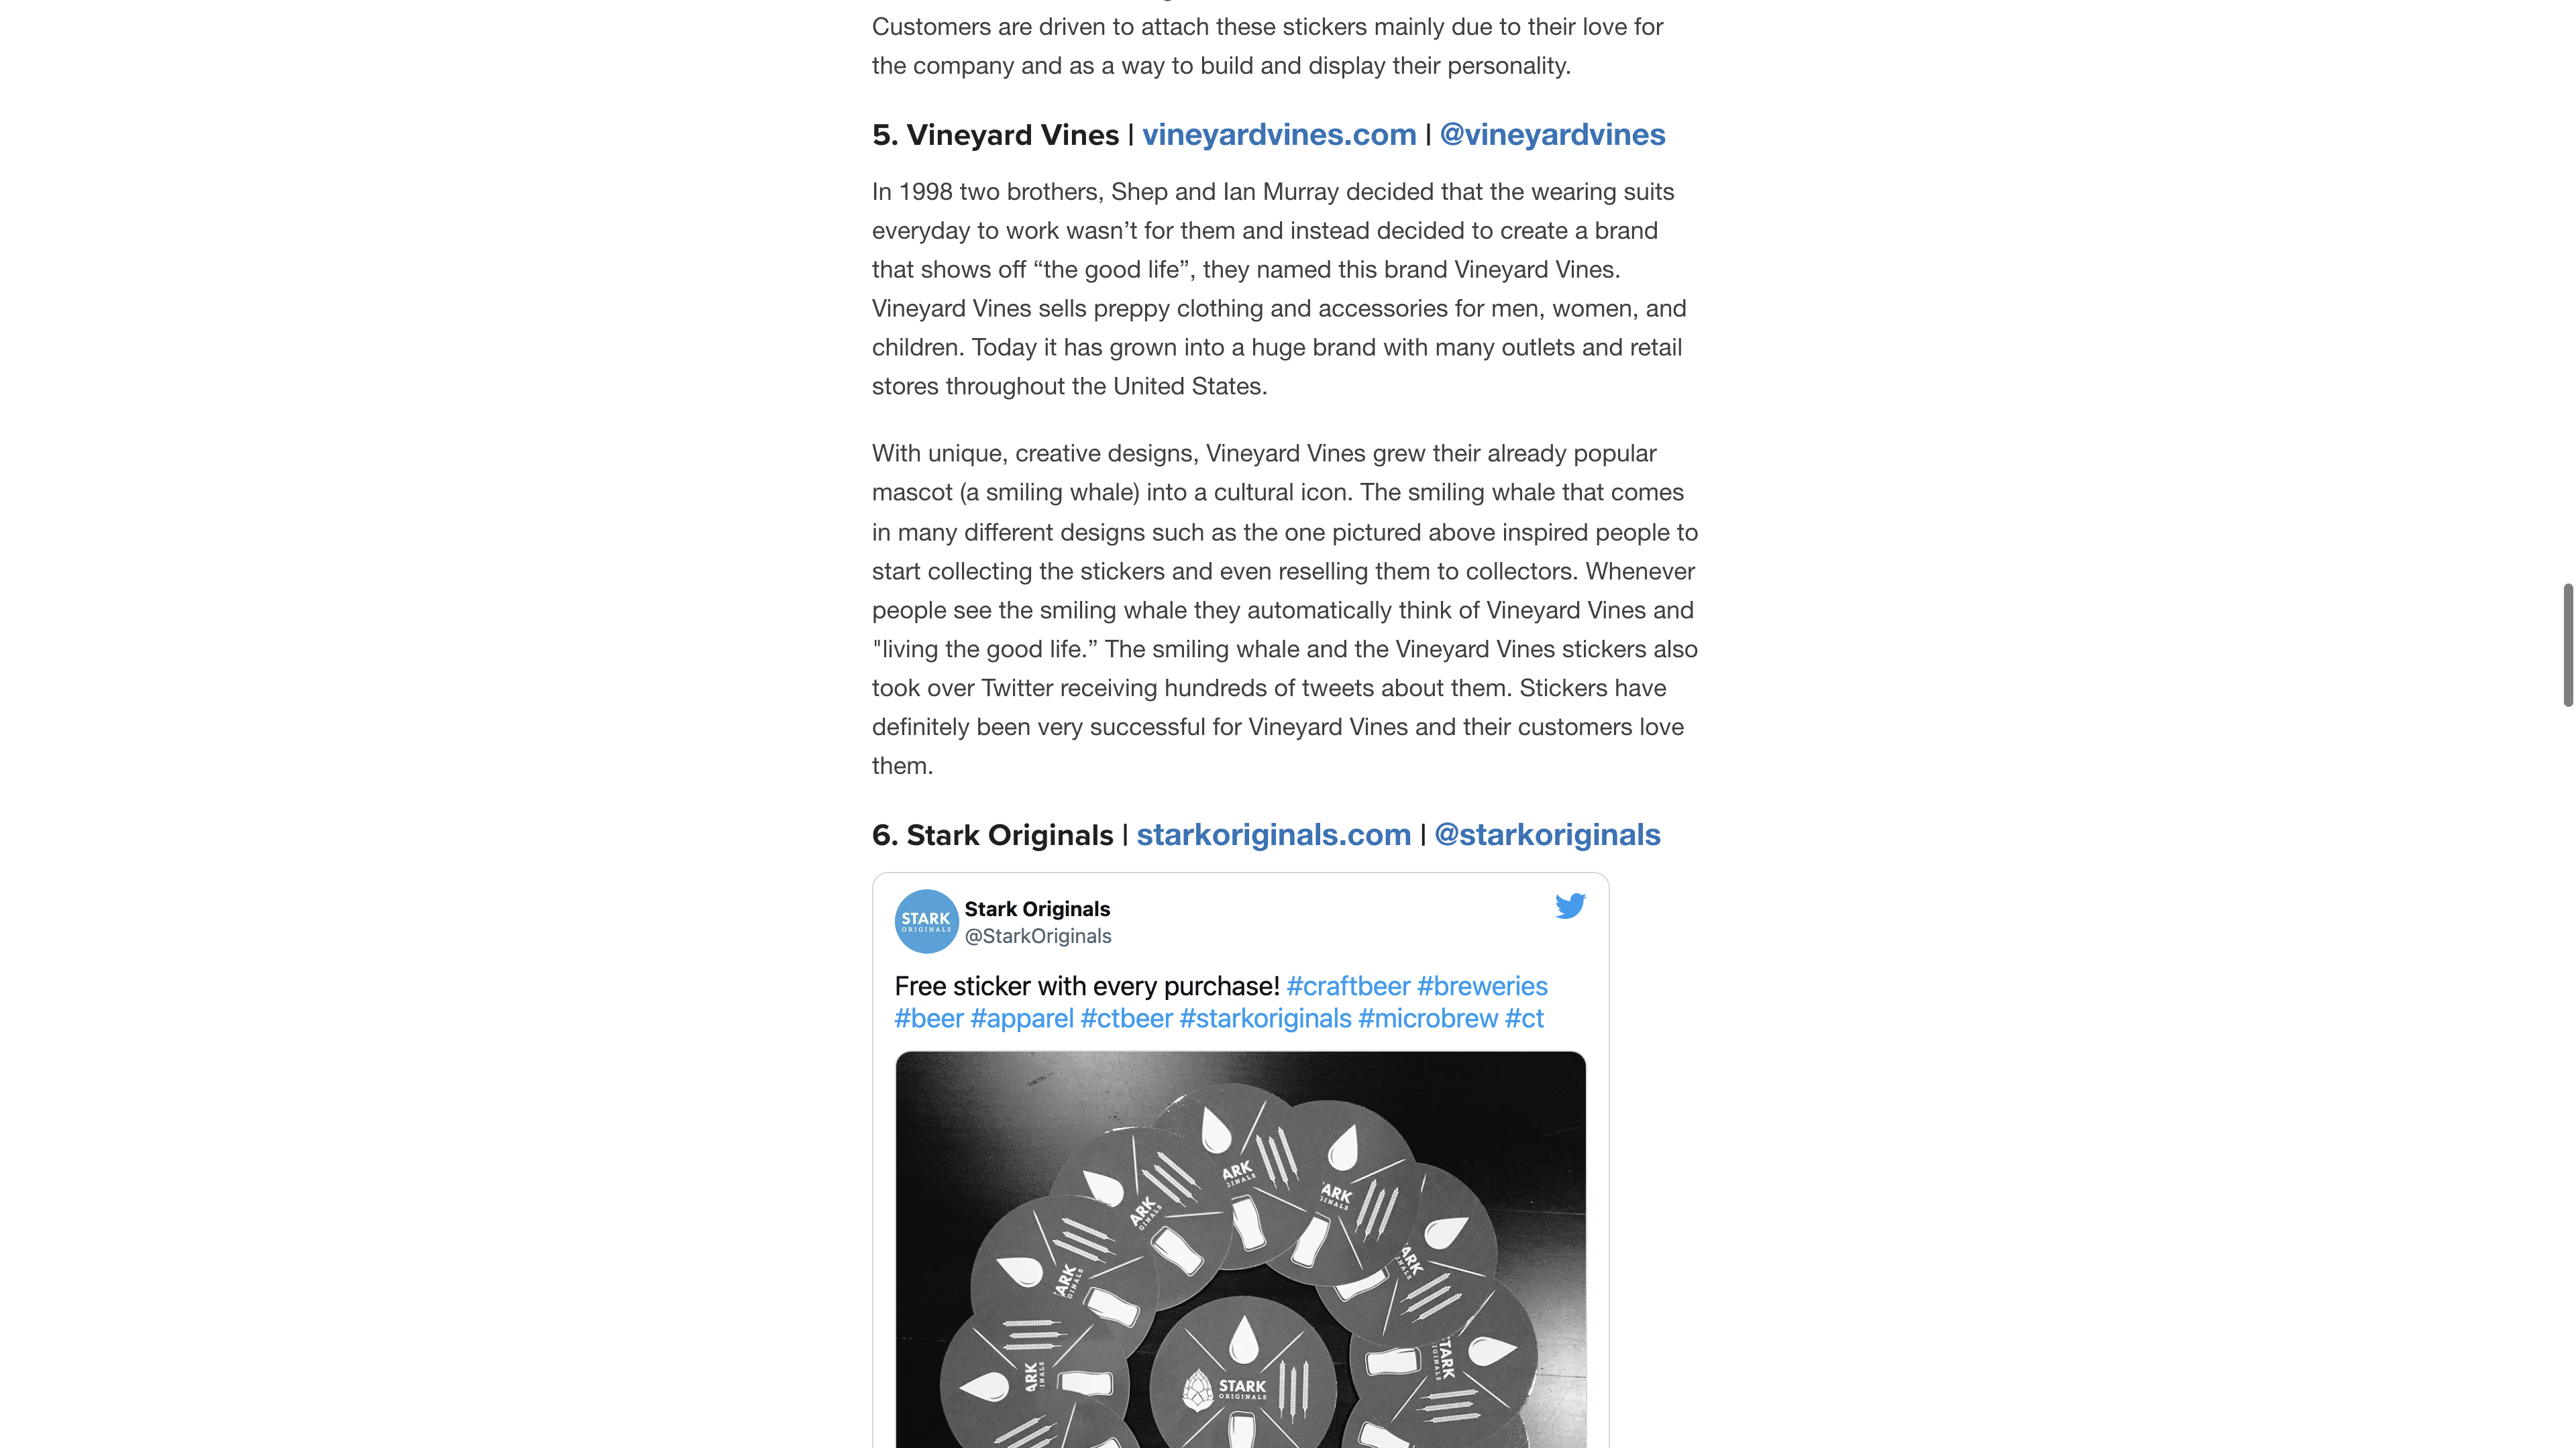 Customers are driven to attach these stickers mainly due to their love for
the company and as a way to build and display their personality.
5. Vineyard Vines | vineyardvines.com | @vineyardvines
In 1998 two brothers, Shep and Ian Murray decided that the wearing suits
everyday to work wasn’t for them and instead decided to create a brand
that shows off “the good life”, they named this brand Vineyard Vines.
Vineyard Vines sells preppy clothing and accessories for men, women, and
children. Today it has grown into a huge brand with many outlets and retail
stores throughout the United States.
With unique, creative designs, Vineyard Vines grew their already popular
mascot (a smiling whale) into a cultural icon. The smiling whale that comes
in many different designs such as the one pictured above inspired people to
start collecting the stickers and even reselling them to collectors. Whenever
people see the smiling whale they automatically think of Vineyard Vines and
"living the good life.” The smiling whale and the Vineyard Vines stickers also
took over Twitter receiving hundreds of tweets about them. Stickers have
definitely been very successful for Vineyard Vines and their customers love
them.
6. Stark Originals | starkoriginals.com | @starkoriginals
STARK
ORIGINALS
Stark Originals
@StarkOriginals
Free sticker with every purchase! #craftbeer #breweries
#beer #apparel #ctbeer #starkoriginals #microbrew #ct
ARK
GINALS
ARK
GINALS
ARK
GINALS
ARK
GINALS
ARK
ARK
INALS
TARK
IGINALS
STARK
ORIGINALS